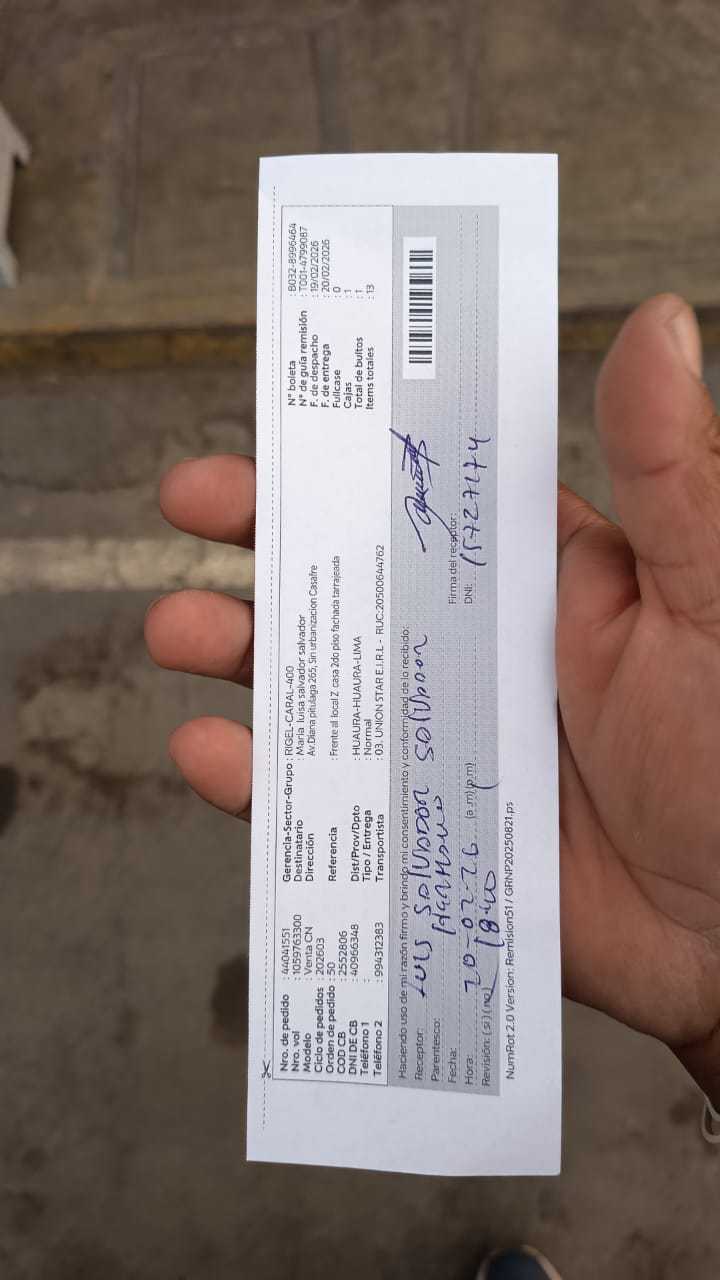 Nro. de pedido : 44041551
Nro. vol : 1059763300
Modelo : Venta CN
Ciclo de pedidos : 202603
Orden de pedido : 50
COD CB : 2552806
DNI DE CB : 40966348
Teléfono 1 :
Teléfono 2 : 994312383
Gerencia-Sector-Grupo : RIGEL-CARAL-400
Destinatario : Maria luisa salvador salvador
Dirección : Av.Diana pitulaga 265, Sin urbanizacion Casafre
Referencia : Frente al local Z casa 2do piso fachada tarrajeada
Dist/Prov/Dpto : HUAURA-HUAURA-LIMA
Tipo / Entrega : Normal
Transportista : 03. UNION STAR E.I.R.L - RUC:20500644762
N° boleta : B032-8996464
N° de guía remisión : T001-4799087
F. de despacho : 19/02/2026
F. de entrega : 20/02/2026
Fullcase : 0
Cajas : 1
Total de bultos : 1
Items totales : 13
Haciendo uso de mi razón firmo y brindo mi consentimiento y conformidad de lo recibido:
Receptor: LUIS SALVADOR SALVADOR
Parentesco: HERMANO
Fecha: 20-02-26
Firma del receptor:
Hora: 18:40 (a.m)(p.m)
DNI: 15727174
Revisión: (si) (no)
NumRot 2.0 Version: Remision51 / GRNP20250821.ps